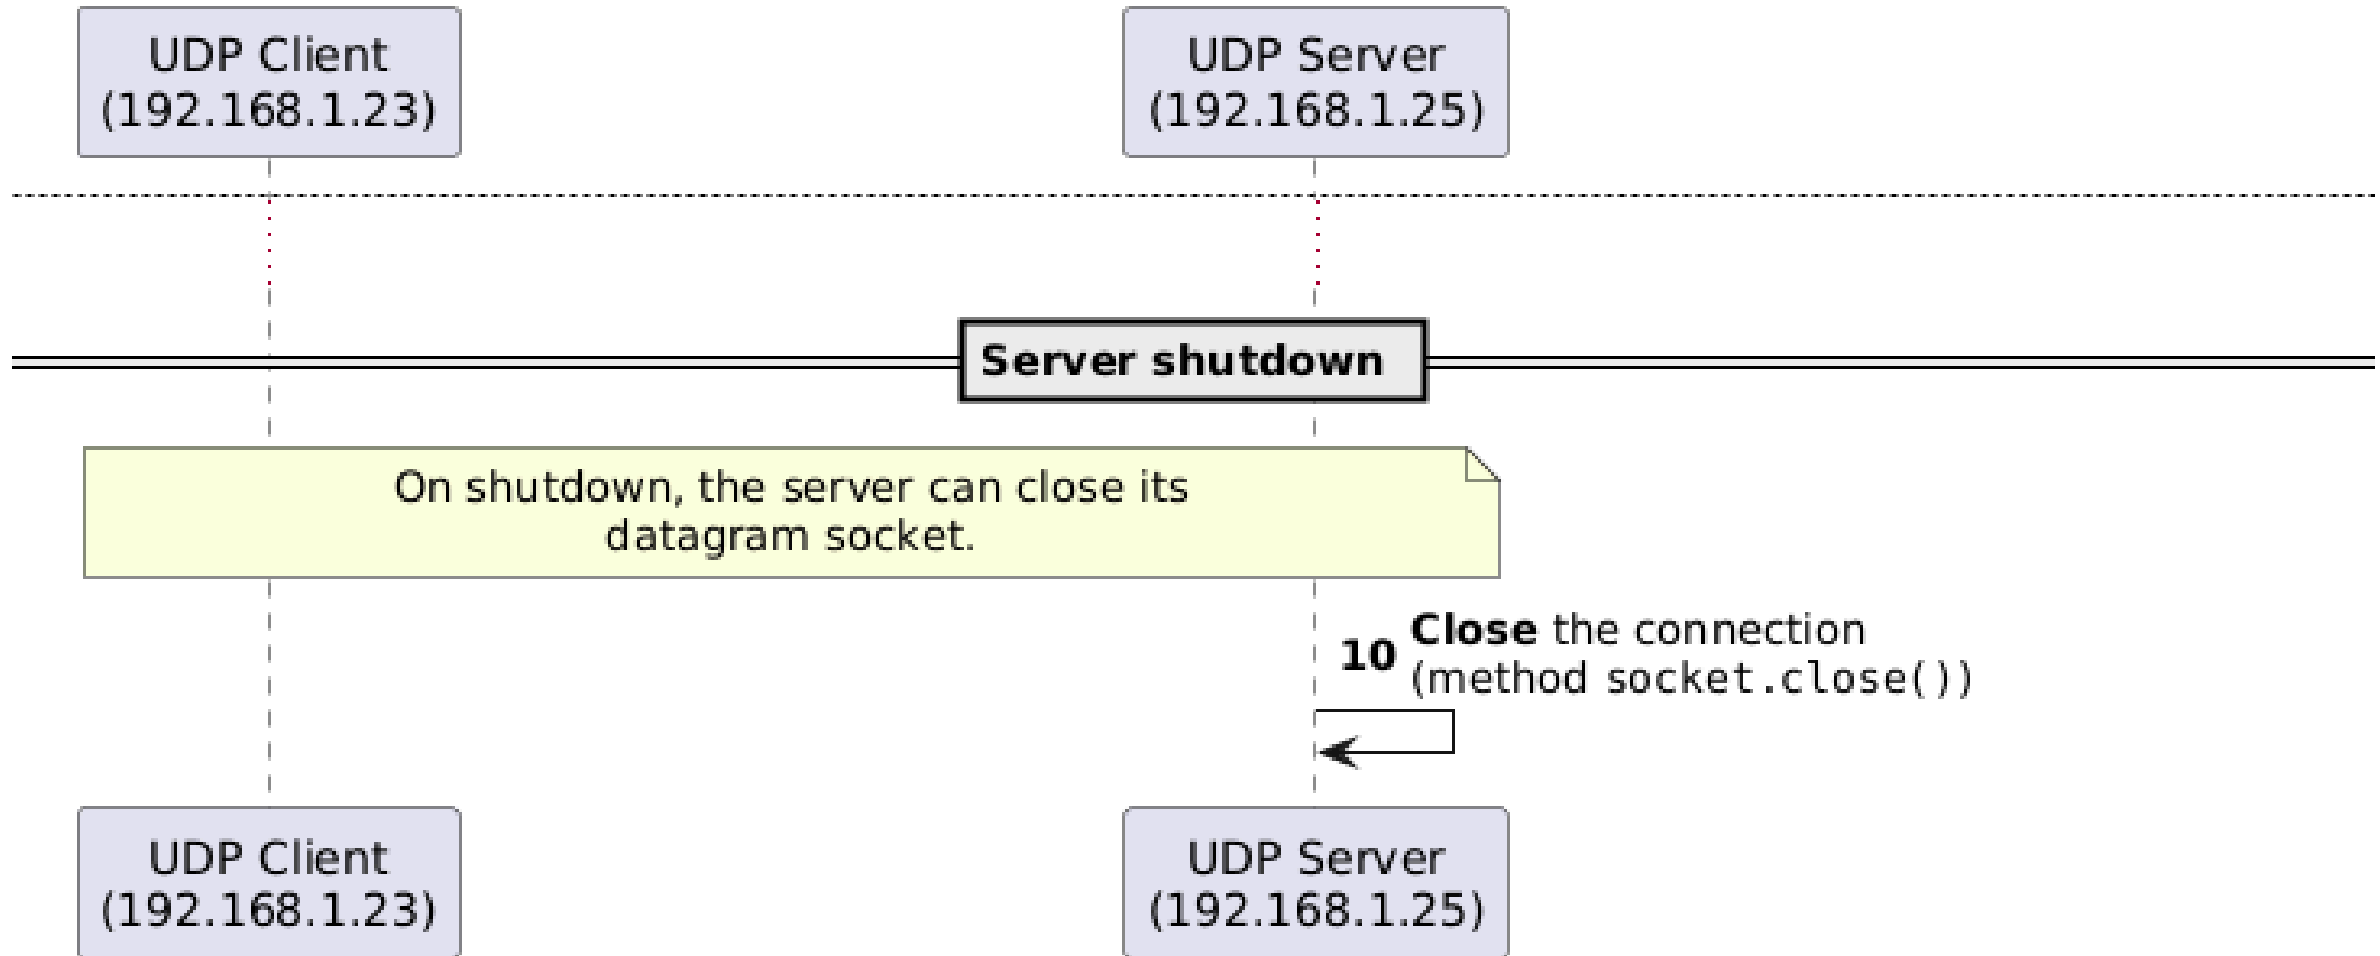 UDP Client
(192.168.1.23)
UDP Server
(192.168.1.25)
Server shutdown
On shutdown, the server can close its
datagram socket.
10 Close the connection
(method socket.close())
UDP Client
(192.168.1.23)
UDP Server
(192.168.1.25)